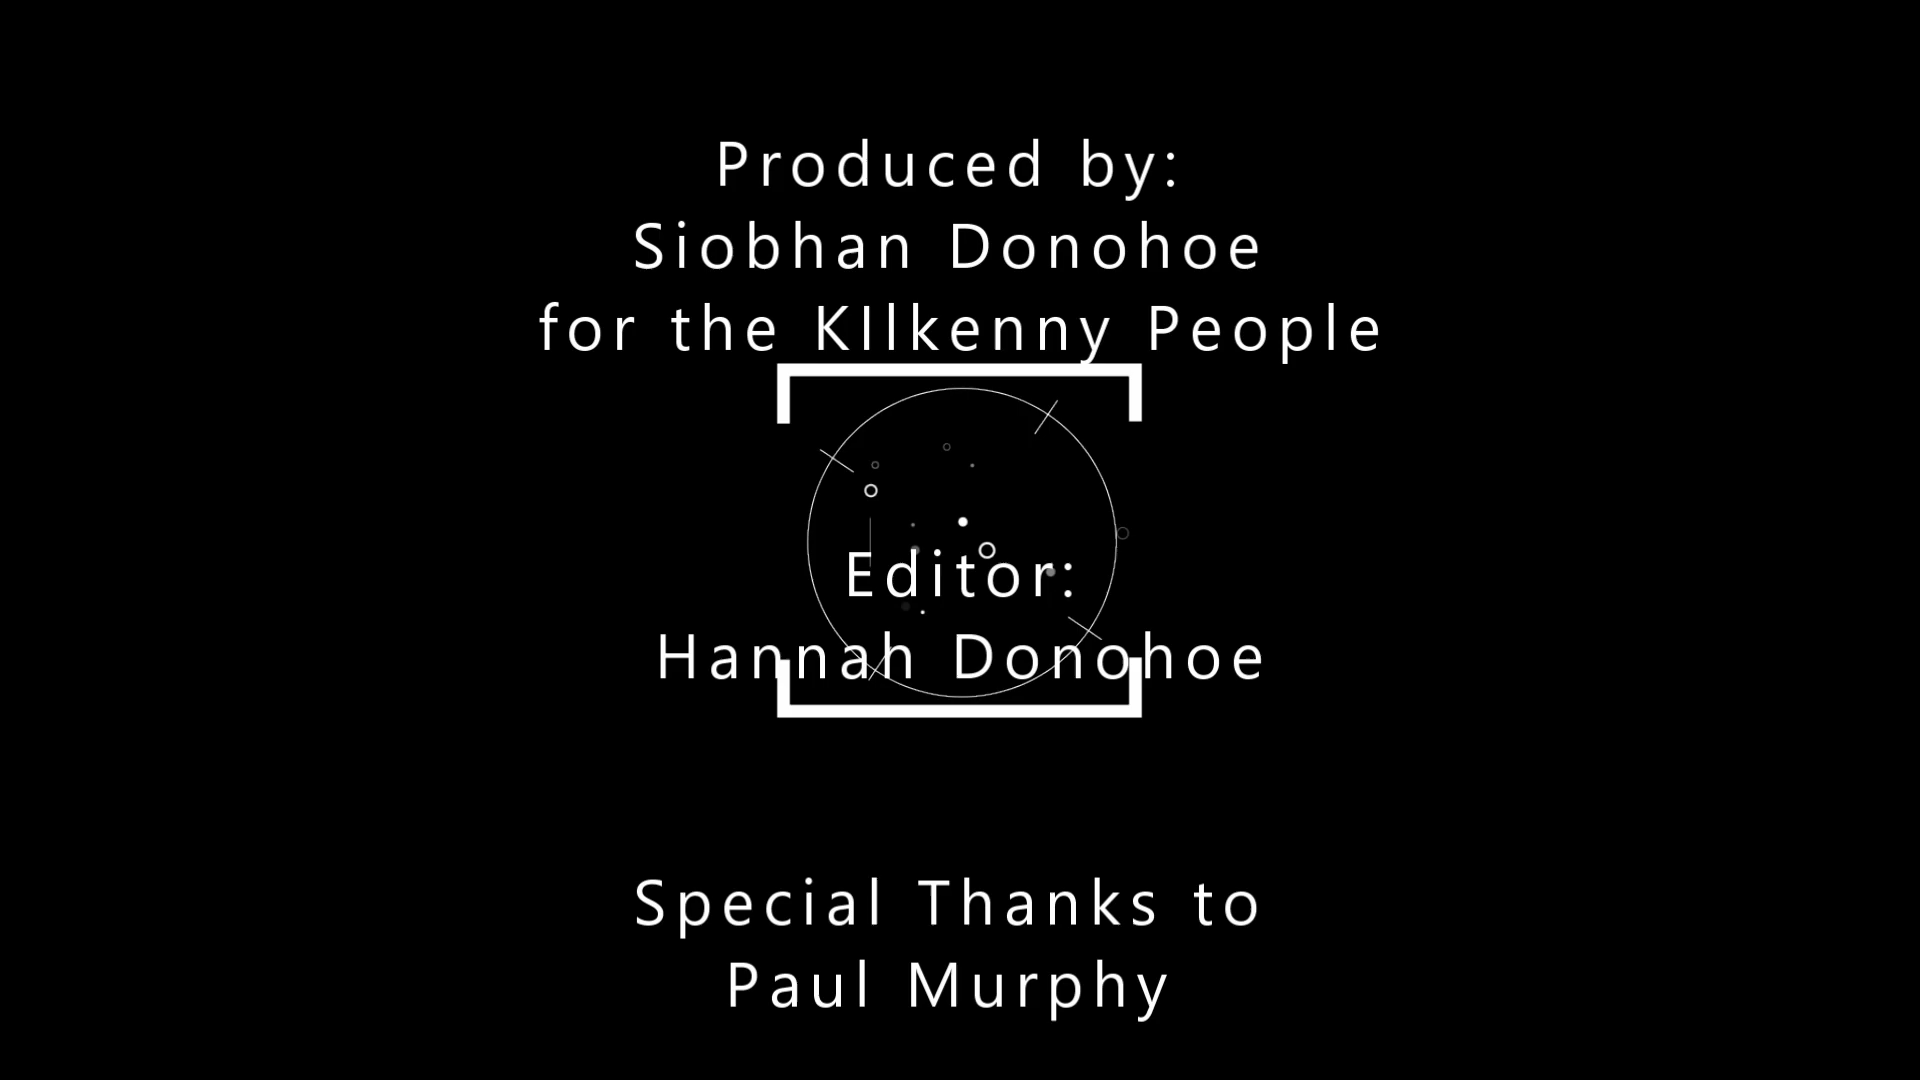 Produced by:
Siobhan Donohoe
for the KIlkenny People
Editor:
Hannah Donohoe
Special Thanks to
Paul Murphy